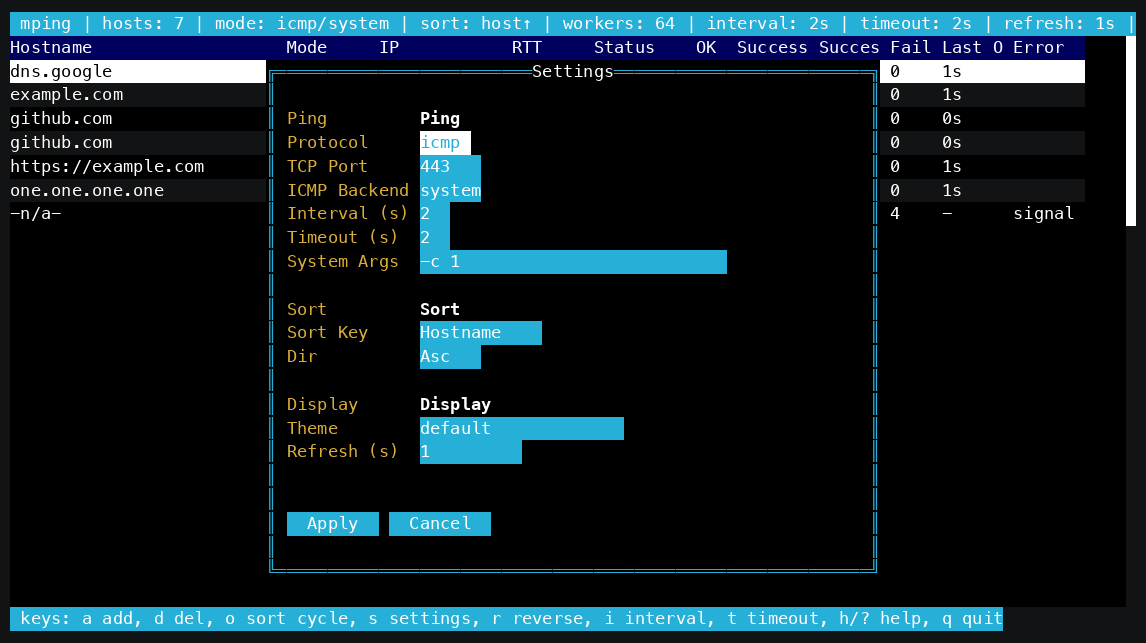 mping | hosts: 7 | mode: icmp/system | sort: host↑ | workers: 64 | interval: 2s | timeout: 2s | refresh: 1s |
Hostname Mode IP RTT Status OK Success Succes Fail Last O Error
dns.google Settings 0 1s
example.com 0 1s
github.com Ping Ping 0 0s
github.com Protocol icmp 0 0s
https://example.com TCP Port 443 0 1s
one.one.one.one ICMP Backend system 0 1s
-n/a- Interval (s) 2 4 - signal
Timeout (s) 2
System Args -c 1
Sort Sort
Sort Key Hostname
Dir Asc
Display Display
Theme default
Refresh (s) 1
Apply Cancel
keys: a add, d del, o sort cycle, s settings, r reverse, i interval, t timeout, h/? help, q quit